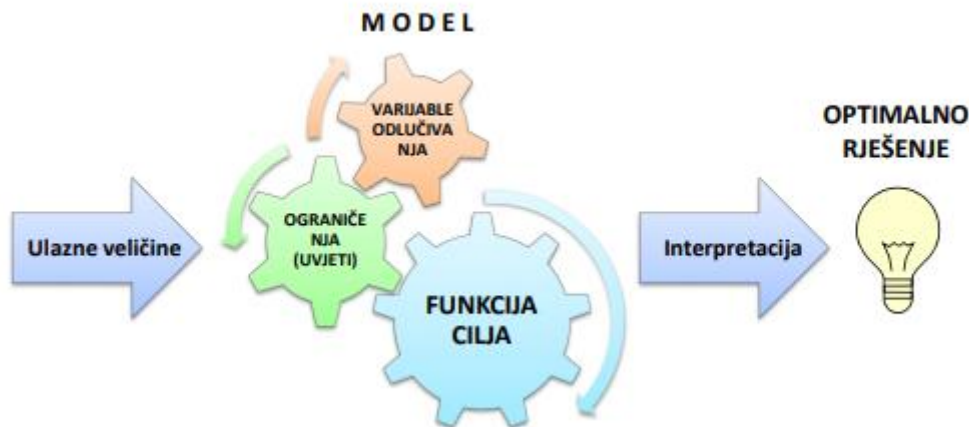 MODEL
VARIJABLE
ODLUČIVA
NJA
OPTIMALNO
RJEŠENJE
Ulazne veličine
OGRANIČE
NJA
(UVJETI)
Interpretacija
FUNKCIJA
CILJA